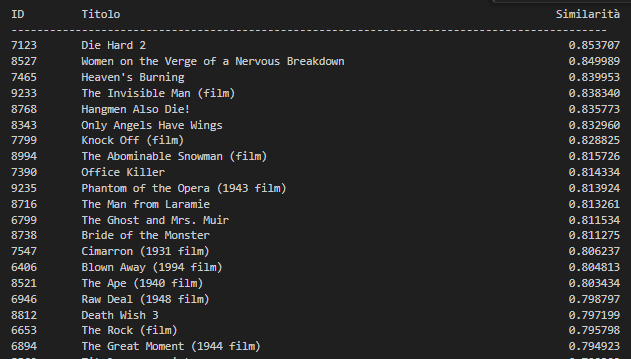 ID Titolo Similarità
--------------------------------------------------------------------------------------------
7123 Die Hard 2 0.853707
8527 Women on the Verge of a Nervous Breakdown 0.849989
7465 Heaven's Burning 0.839953
9233 The Invisible Man (film) 0.838340
8768 Hangmen Also Die! 0.835773
8343 Only Angels Have Wings 0.832960
7799 Knock Off (film) 0.828825
8994 The Abominable Snowman (film) 0.815726
7390 Office Killer 0.814334
9235 Phantom of the Opera (1943 film) 0.813924
8716 The Man from Laramie 0.813261
6799 The Ghost and Mrs. Muir 0.811534
8738 Bride of the Monster 0.811275
7547 Cimarron (1931 film) 0.806237
6406 Blown Away (1994 film) 0.804813
8521 The Ape (1940 film) 0.803434
6946 Raw Deal (1948 film) 0.798797
8812 Death Wish 3 0.797199
6653 The Rock (film) 0.795798
6894 The Great Moment (1944 film) 0.794923